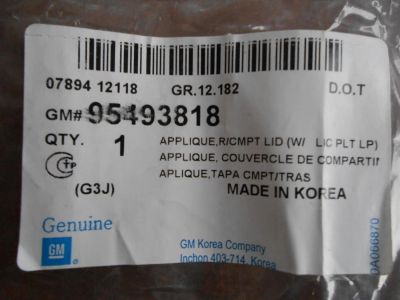 07894 12118 GR.12.182 D.O.T
GM# 95493818
QTY. 1 APPLIQUE,R/CMPT LID (W/ LIC PLT LP)
APPLIQUE, COUVERCLE DE COMPARTIM
APLIQUE,TAPA CMPT/TRAS
(G3J) MADE IN KOREA
Genuine
GM
GM Korea Company
Inchon 403-714, Korea
DA066870